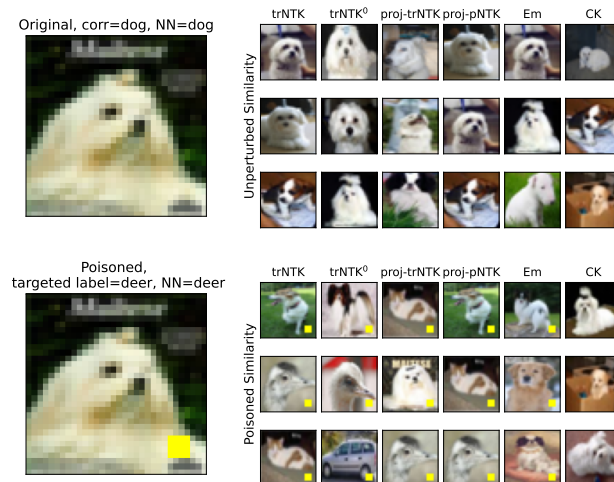 Original, corr=dog, NN=dog
trNTK trNTK⁰ proj-trNTK proj-pNTK Em CK
Unperturbed Similarity
Poisoned,
targeted label=deer, NN=deer
trNTK trNTK⁰ proj-trNTK proj-pNTK Em CK
Poisoned Similarity